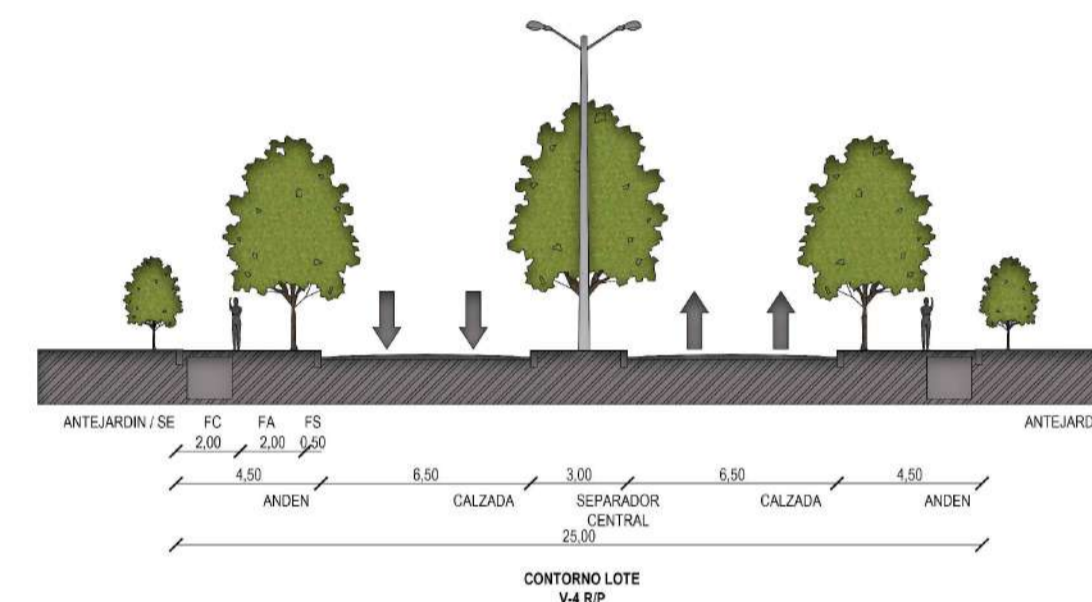 ANTEJARDIN / SE FC FA FS ANTEJARD
2,00 2,00 0,50
4,50 6,50 3,00 6,50 4,50
ANDEN CALZADA SEPARADOR CALZADA ANDEN
CENTRAL
25,00
CONTORNO LOTE
V-4 R/P